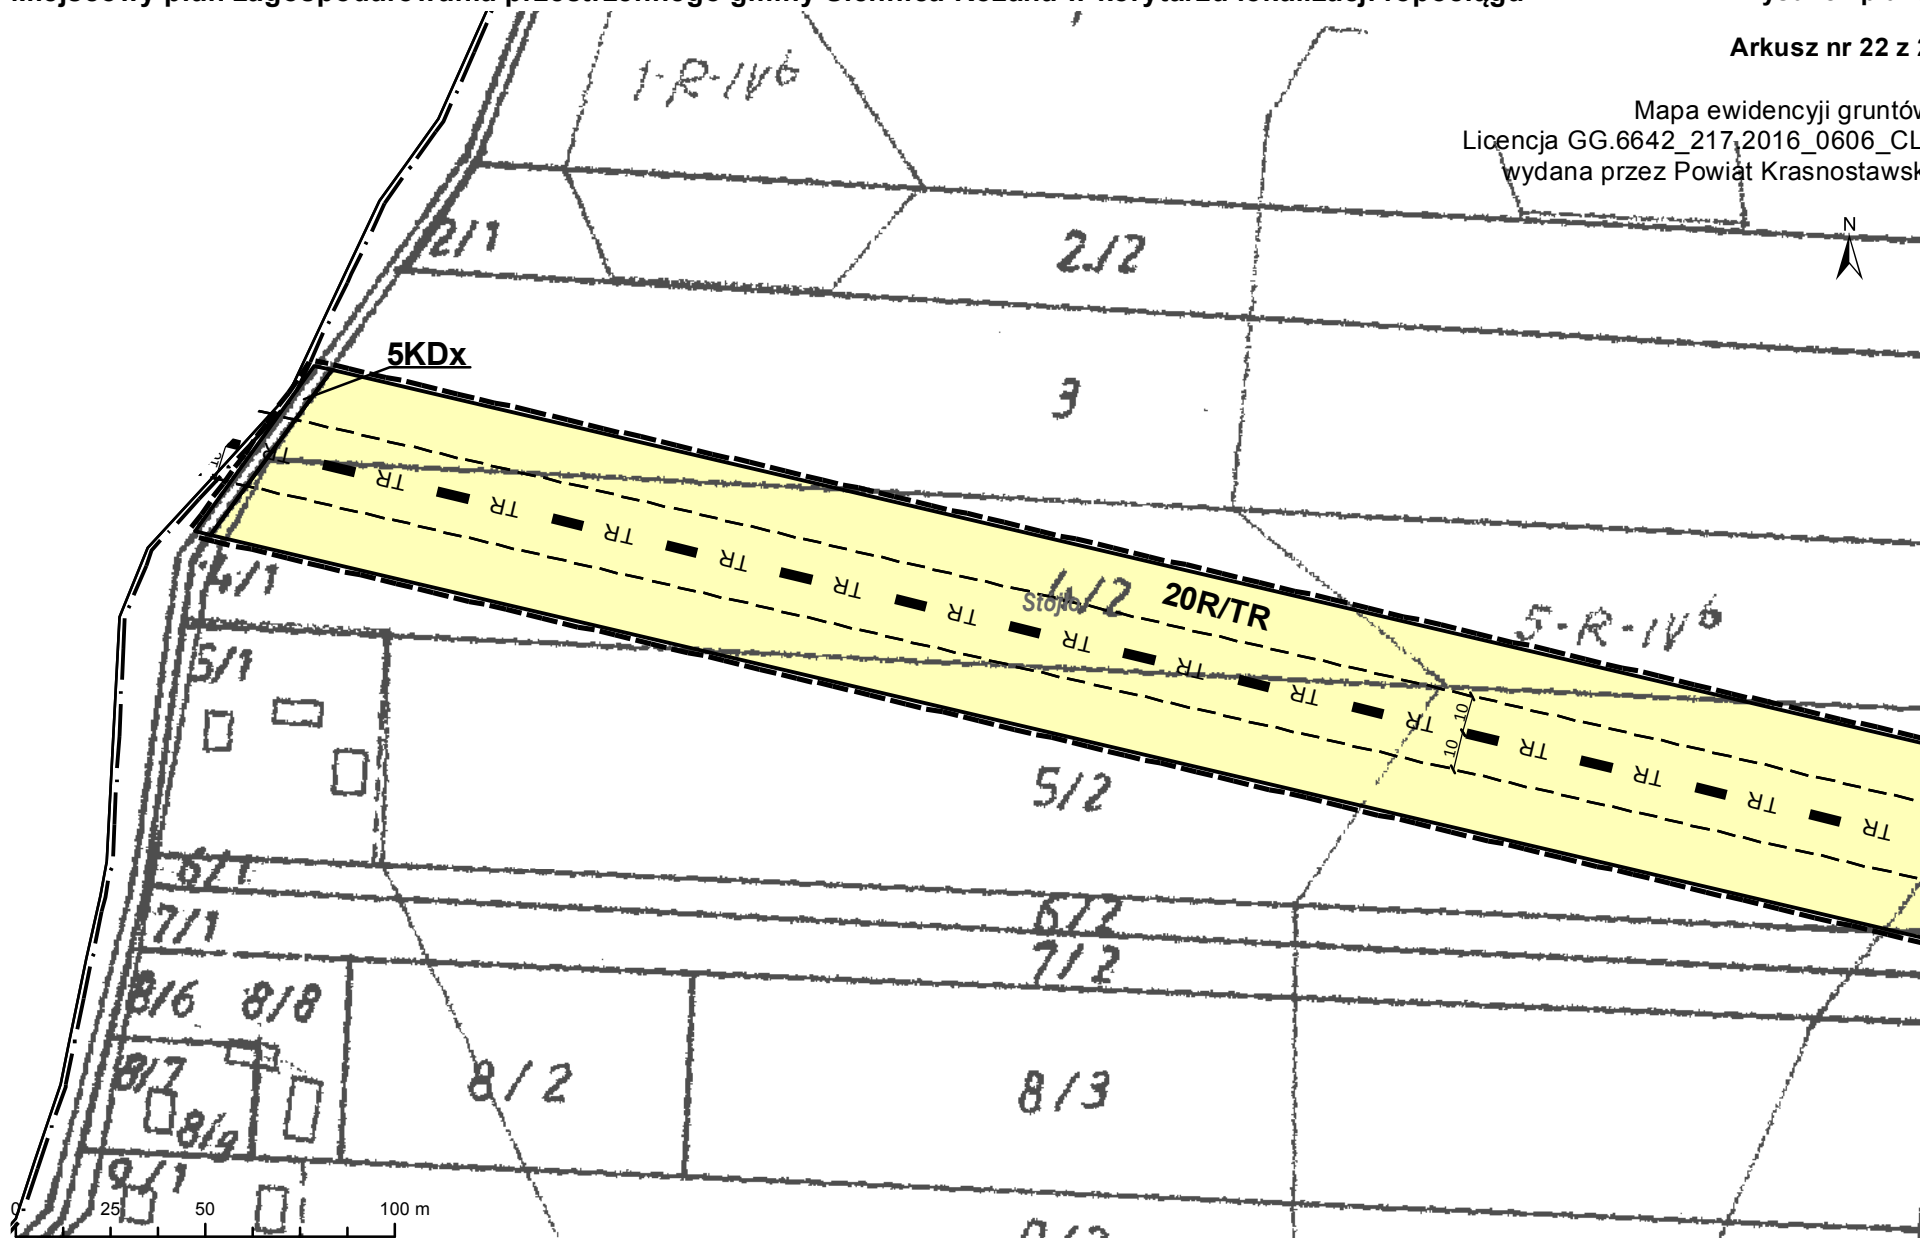 Arkusz nr 22 z
Mapa ewidencyji gruntów
Licencja GG.6642_217.2016_0606_CL
wydana przez Powiat Krasnostawsk
N
1-R-IVb
2/1
2/2
5KDx
3
TR TR TR TR TR TR TR TR TR TR TR TR TR TR
4/2
20R/TR
5-R-IVb
4/1
5/1
10
10
5/2
6/1
6/2
7/1
7/2
8/6
8/8
8/7
8/2
8/3
8/9
9/1
0 25 50 100 m